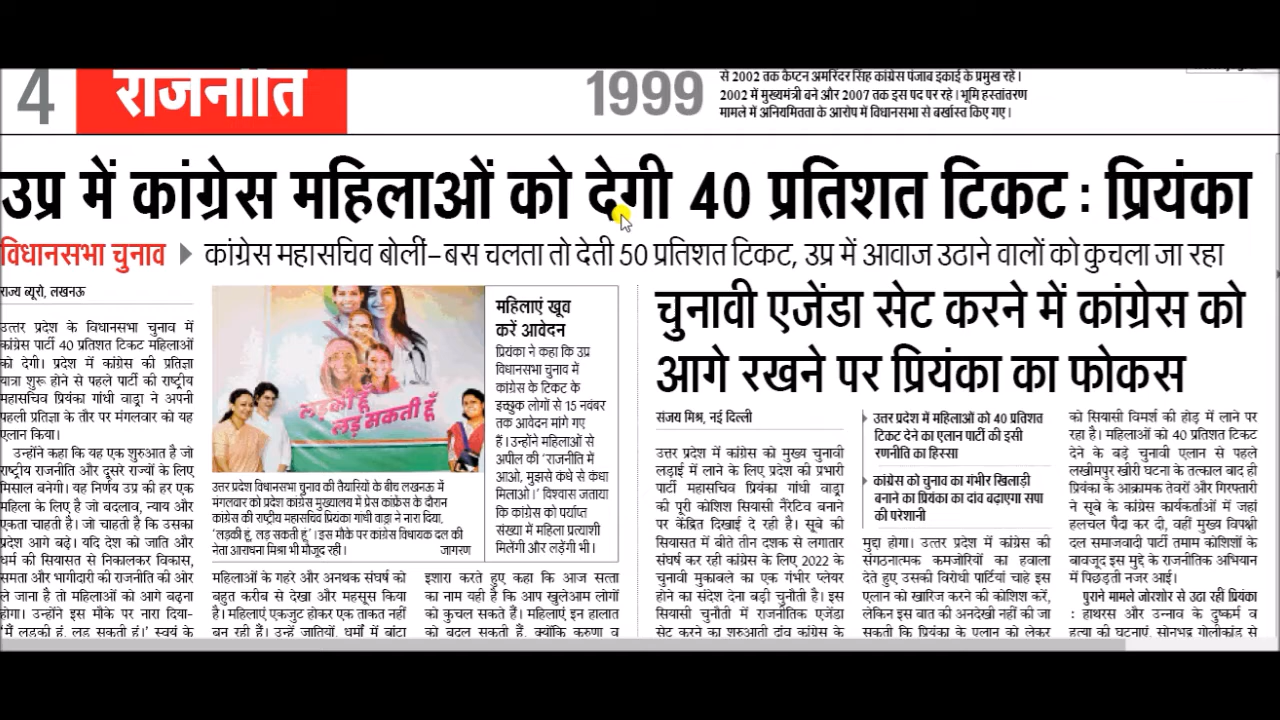 4
राजनीति
1999
से 2002 तक कैप्टन अमरिंदर सिंह कांग्रेस पंजाब इकाई के प्रमुख रहे।
2002 में मुख्यमंत्री बने और 2007 तक इस पद पर रहे। भूमि हस्तांतरण
मामले में अनियमितता के आरोप में विधानसभा से बर्खास्त किए गए।
उप्र में कांग्रेस महिलाओं को देगी 40 प्रतिशत टिकट : प्रियंका
विधानसभा चुनाव
कांग्रेस महासचिव बोलीं-बस चलता तो देती 50 प्रतिशत टिकट, उप्र में आवाज उठाने वालों को कुचला जा रहा
राज्य ब्यूरो, लखनऊ
उत्तर प्रदेश के विधानसभा चुनाव में
कांग्रेस पार्टी 40 प्रतिशत टिकट महिलाओं
को देगी। प्रदेश में कांग्रेस की प्रतिज्ञा
यात्रा शुरू होने से पहले पार्टी की राष्ट्रीय
महासचिव प्रियंका गांधी वाड्रा ने अपनी
पहली प्रतिज्ञा के तौर पर मंगलवार को यह
एलान किया।
उन्होंने कहा कि यह एक शुरुआत है जो
राष्ट्रीय राजनीति और दूसरे राज्यों के लिए
मिसाल बनेगी। यह निर्णय उप्र की हर एक
महिला के लिए है जो बदलाव, न्याय और
एकता चाहती है। जो चाहती है कि उसका
प्रदेश आगे बढ़े। यदि देश को जाति और
धर्म की सियासत से निकालकर विकास,
समता और भागीदारी की राजनीति की ओर
ले जाना है तो महिलाओं को आगे बढ़ना
होगा। उन्होंने इस मौके पर नारा दिया-
'मैं लड़की हूं, लड़ सकती हूं।' स्वयं के
लड़की हूँ
लड़ सकती हूँ
उत्तर प्रदेश विधानसभा चुनाव की तैयारियों के बीच लखनऊ में
मंगलवार को प्रदेश कांग्रेस मुख्यालय में प्रेस कांफ्रेंस के दौरान
कांग्रेस की राष्ट्रीय महासचिव प्रियंका गांधी वाड्रा ने नारा दिया,
'लड़की हूं, लड़ सकती हूं'। इस मौके पर कांग्रेस विधायक दल की
नेता आराधना मिश्रा भी मौजूद रहीं। जागरण
महिलाओं के गहरे और अनथक संघर्ष को
बहुत करीब से देखा और महसूस किया
है। महिलाएं एकजुट होकर एक ताकत नहीं
बन रही हैं। उन्हें जातियों, धर्मों में बांटा
महिलाएं खूब
करें आवेदन
प्रियंका ने कहा कि उप्र
विधानसभा चुनाव में
कांग्रेस के टिकट के
इच्छुक लोगों से 15 नवंबर
तक आवेदन मांगे गए
हैं। उन्होंने महिलाओं से
अपील की 'राजनीति में
आओ, मुझसे कंधे से कंधा
मिलाओ।' विश्वास जताया
कि कांग्रेस को पर्याप्त
संख्या में महिला प्रत्याशी
मिलेंगी और लड़ेंगी भी।
इशारा करते हुए कहा कि आज सत्ता
का नाम यही है कि आप खुलेआम लोगों
को कुचल सकते हैं। महिलाएं इन हालात
को बदल सकती हैं, क्योंकि करुणा व
चुनावी एजेंडा सेट करने में कांग्रेस को
आगे रखने पर प्रियंका का फोकस
संजय मिश्र, नई दिल्ली
उत्तर प्रदेश में कांग्रेस को मुख्य चुनावी
लड़ाई में लाने के लिए प्रदेश की प्रभारी
पार्टी महासचिव प्रियंका गांधी वाड्रा
की पूरी कोशिश सियासी नैरेटिव बनाने
पर केंद्रित दिखाई दे रही है। सूबे की
सियासत में बीते तीन दशक से लगातार
संघर्ष कर रही कांग्रेस के लिए 2022 के
चुनावी मुकाबले का एक गंभीर प्लेयर
होने का संदेश देना बड़ी चुनौती है। इस
सियासी चुनौती में राजनीतिक एजेंडा
सेट करने का शुरुआती दांव कांग्रेस के
उत्तर प्रदेश में महिलाओं को 40 प्रतिशत
टिकट देने का एलान पार्टी की इसी
रणनीति का हिस्सा
कांग्रेस को चुनाव का गंभीर खिलाड़ी
बनाने का प्रियंका का दांव बढ़ाएगा सपा
की परेशानी
मुद्दा होगा। उत्तर प्रदेश में कांग्रेस की
संगठनात्मक कमजोरियों का हवाला
देते हुए उसकी विरोधी पार्टियां चाहे इस
एलान को खारिज करने की कोशिश करें,
लेकिन इस बात की अनदेखी नहीं की जा
सकती कि प्रियंका के एलान को लेकर
को सियासी विमर्श की होड़ में लाने पर
रहा है। महिलाओं को 40 प्रतिशत टिकट
देने के बड़े चुनावी एलान से पहले
लखीमपुर खीरी घटना के तत्काल बाद ही
प्रियंका के आक्रामक तेवरों और गिरफ्तारी
ने सूबे के कांग्रेस कार्यकर्ताओं में जहां
हलचल पैदा कर दी, वहीं मुख्य विपक्षी
दल समाजवादी पार्टी तमाम कोशिशों के
बावजूद इस मुद्दे के राजनीतिक अभियान
में पिछड़ती नजर आई।
पुराने मामले जोरशोर से उठा रहीं प्रियंका
: हाथरस और उन्नाव के दुष्कर्म व
हत्या की घटनाएं, सोनभद्र गोलीकांड से